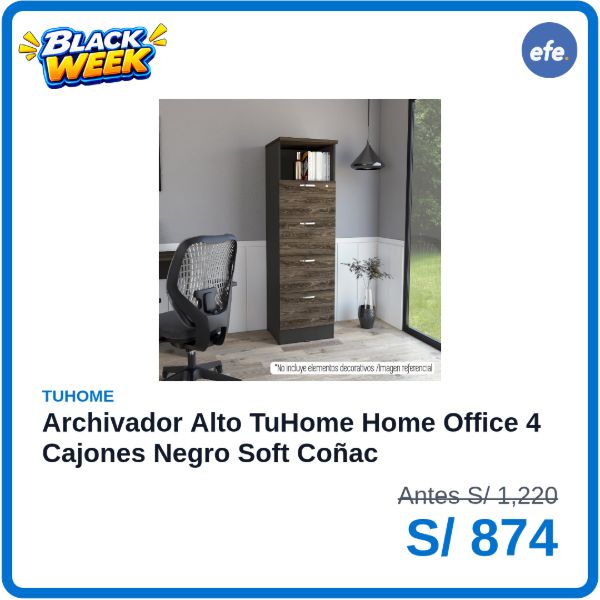 BLACK
WEEK
efe.
*No incluye elementos decorativos /Imagen referencial
TUHOME
Archivador Alto TuHome Home Office 4
Cajones Negro Soft Coñac
Antes S/ 1,220
S/ 874